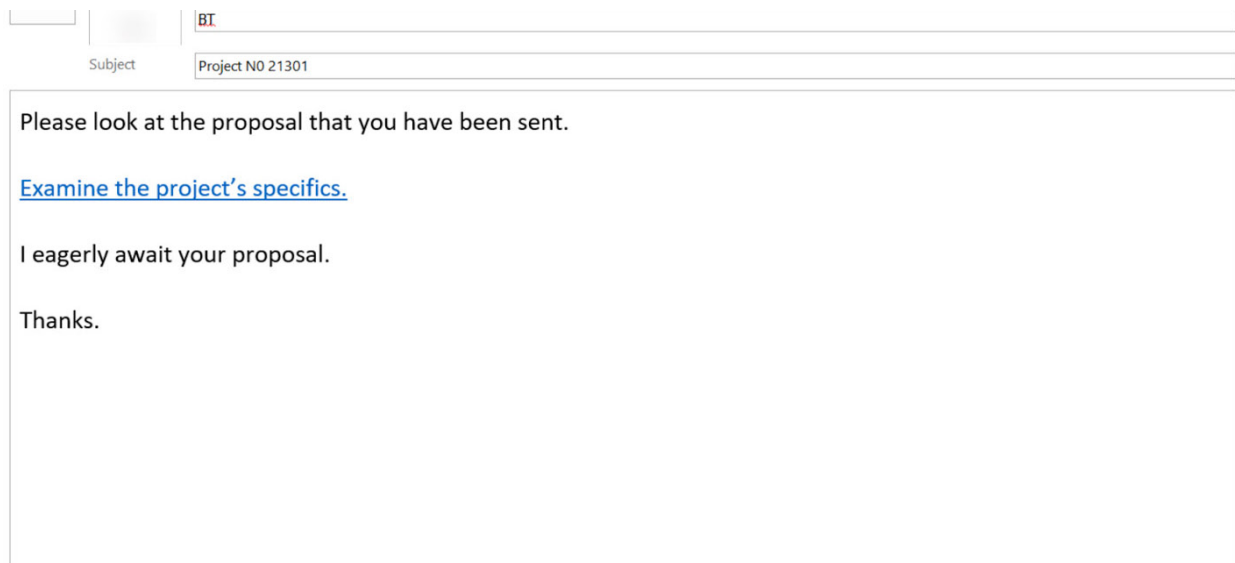 BT
Subject
Project N0 21301
Please look at the proposal that you have been sent.
Examine the project’s specifics.
I eagerly await your proposal.
Thanks.